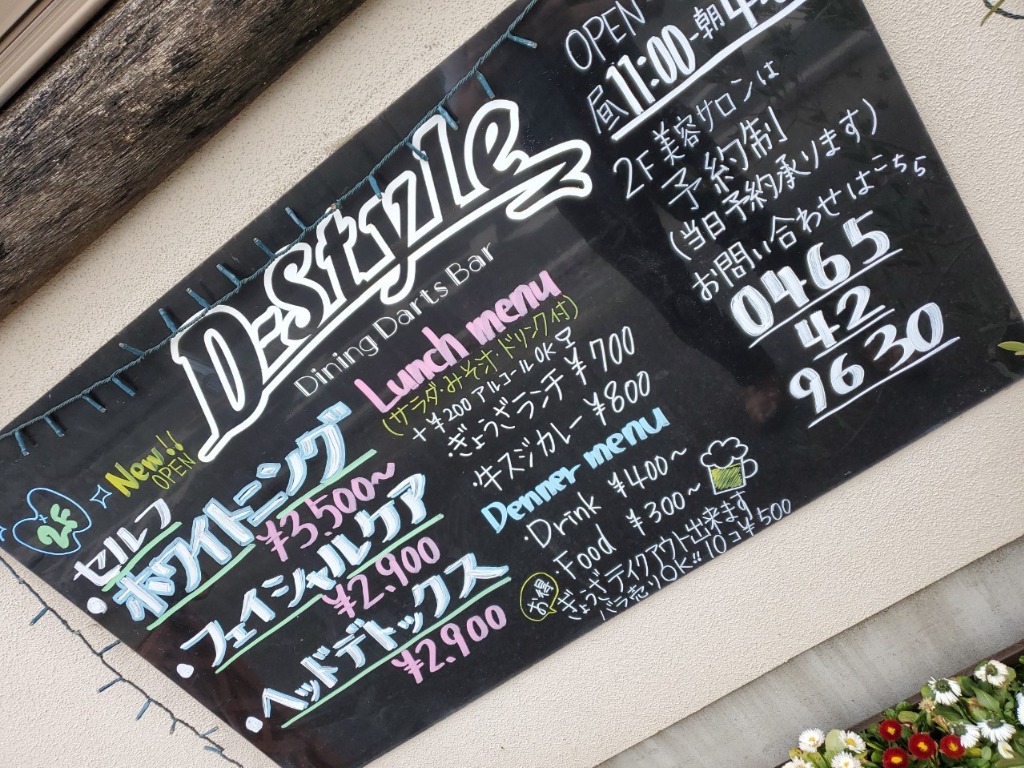 D=Style
Dining Darts Bar
New!!
OPEN
2F
セルフ
・ホワイトニング
¥3,500~
・フェイシャルケア
¥2.900
・ヘッドデトックス
¥2.900
Lunch menu
(サラダ・みそオ・ドリンク付)
+¥200 アルコールOK
・ぎょうざランチ ¥700
・牛スジカレー ¥800
Denner menu
・Drink ¥400~
・Food ¥300~
お得
ぎょうざテイクアウト出来ます
バラ売りOK!! 10コ¥500
OPEN
昼11:00-朝
2F 美容サロンは
予約制
(当日予約承ります)
お問い合わせはこちら
0465
42
9630